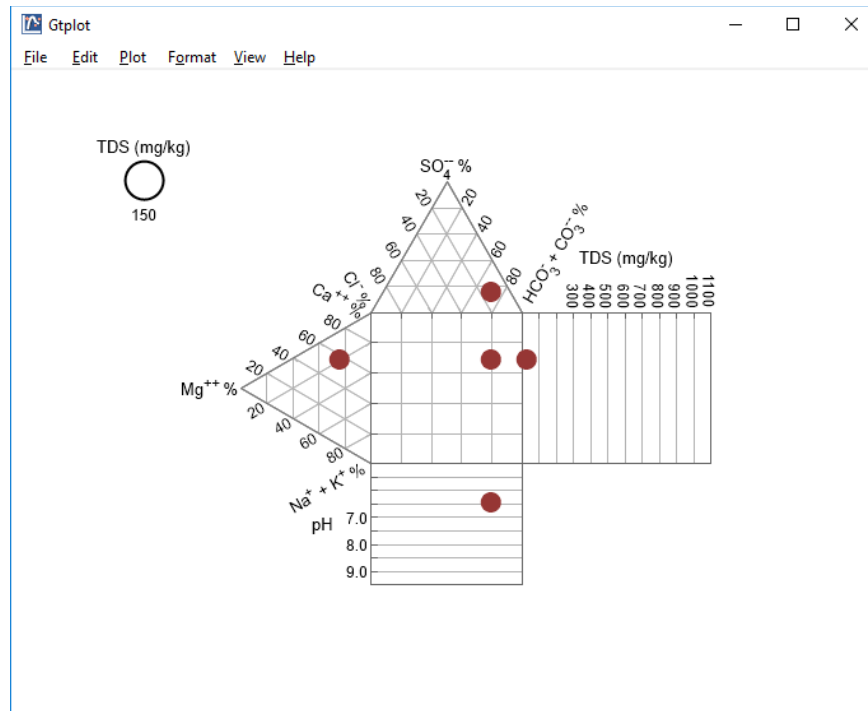 Gtplot
File Edit Plot Format View Help
TDS (mg/kg)
150
SO4-- %
20 20
40 40
60 60
80 80
Cl- %
HCO3- + CO3-- %
TDS (mg/kg)
300 400 500 600 700 800 900 1000 1100
Ca++ %
80
60
40
20
Mg++ %
20
40
60
80
Na+ + K+ %
pH
7.0
8.0
9.0